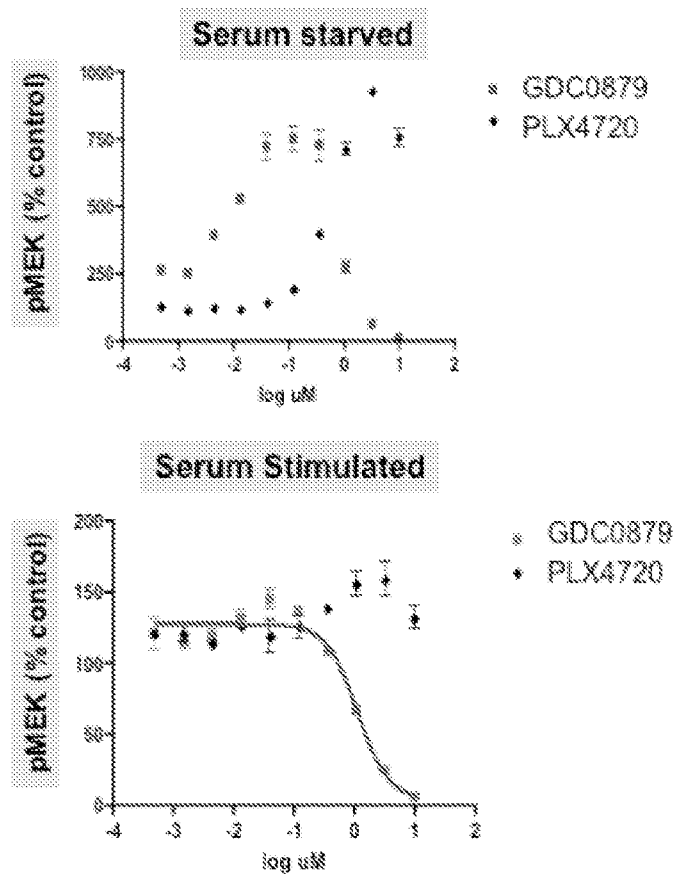 Serum starved
pMEK (% control)
1000
750
500
250
0
-4 -3 -2 -1 0 1 2
log uM
GDC0879
PLX4720
Serum Stimulated
pMEK (% control)
200
150
100
50
0
-4 -3 -2 -1 0 1 2
log uM
GDC0879
PLX4720